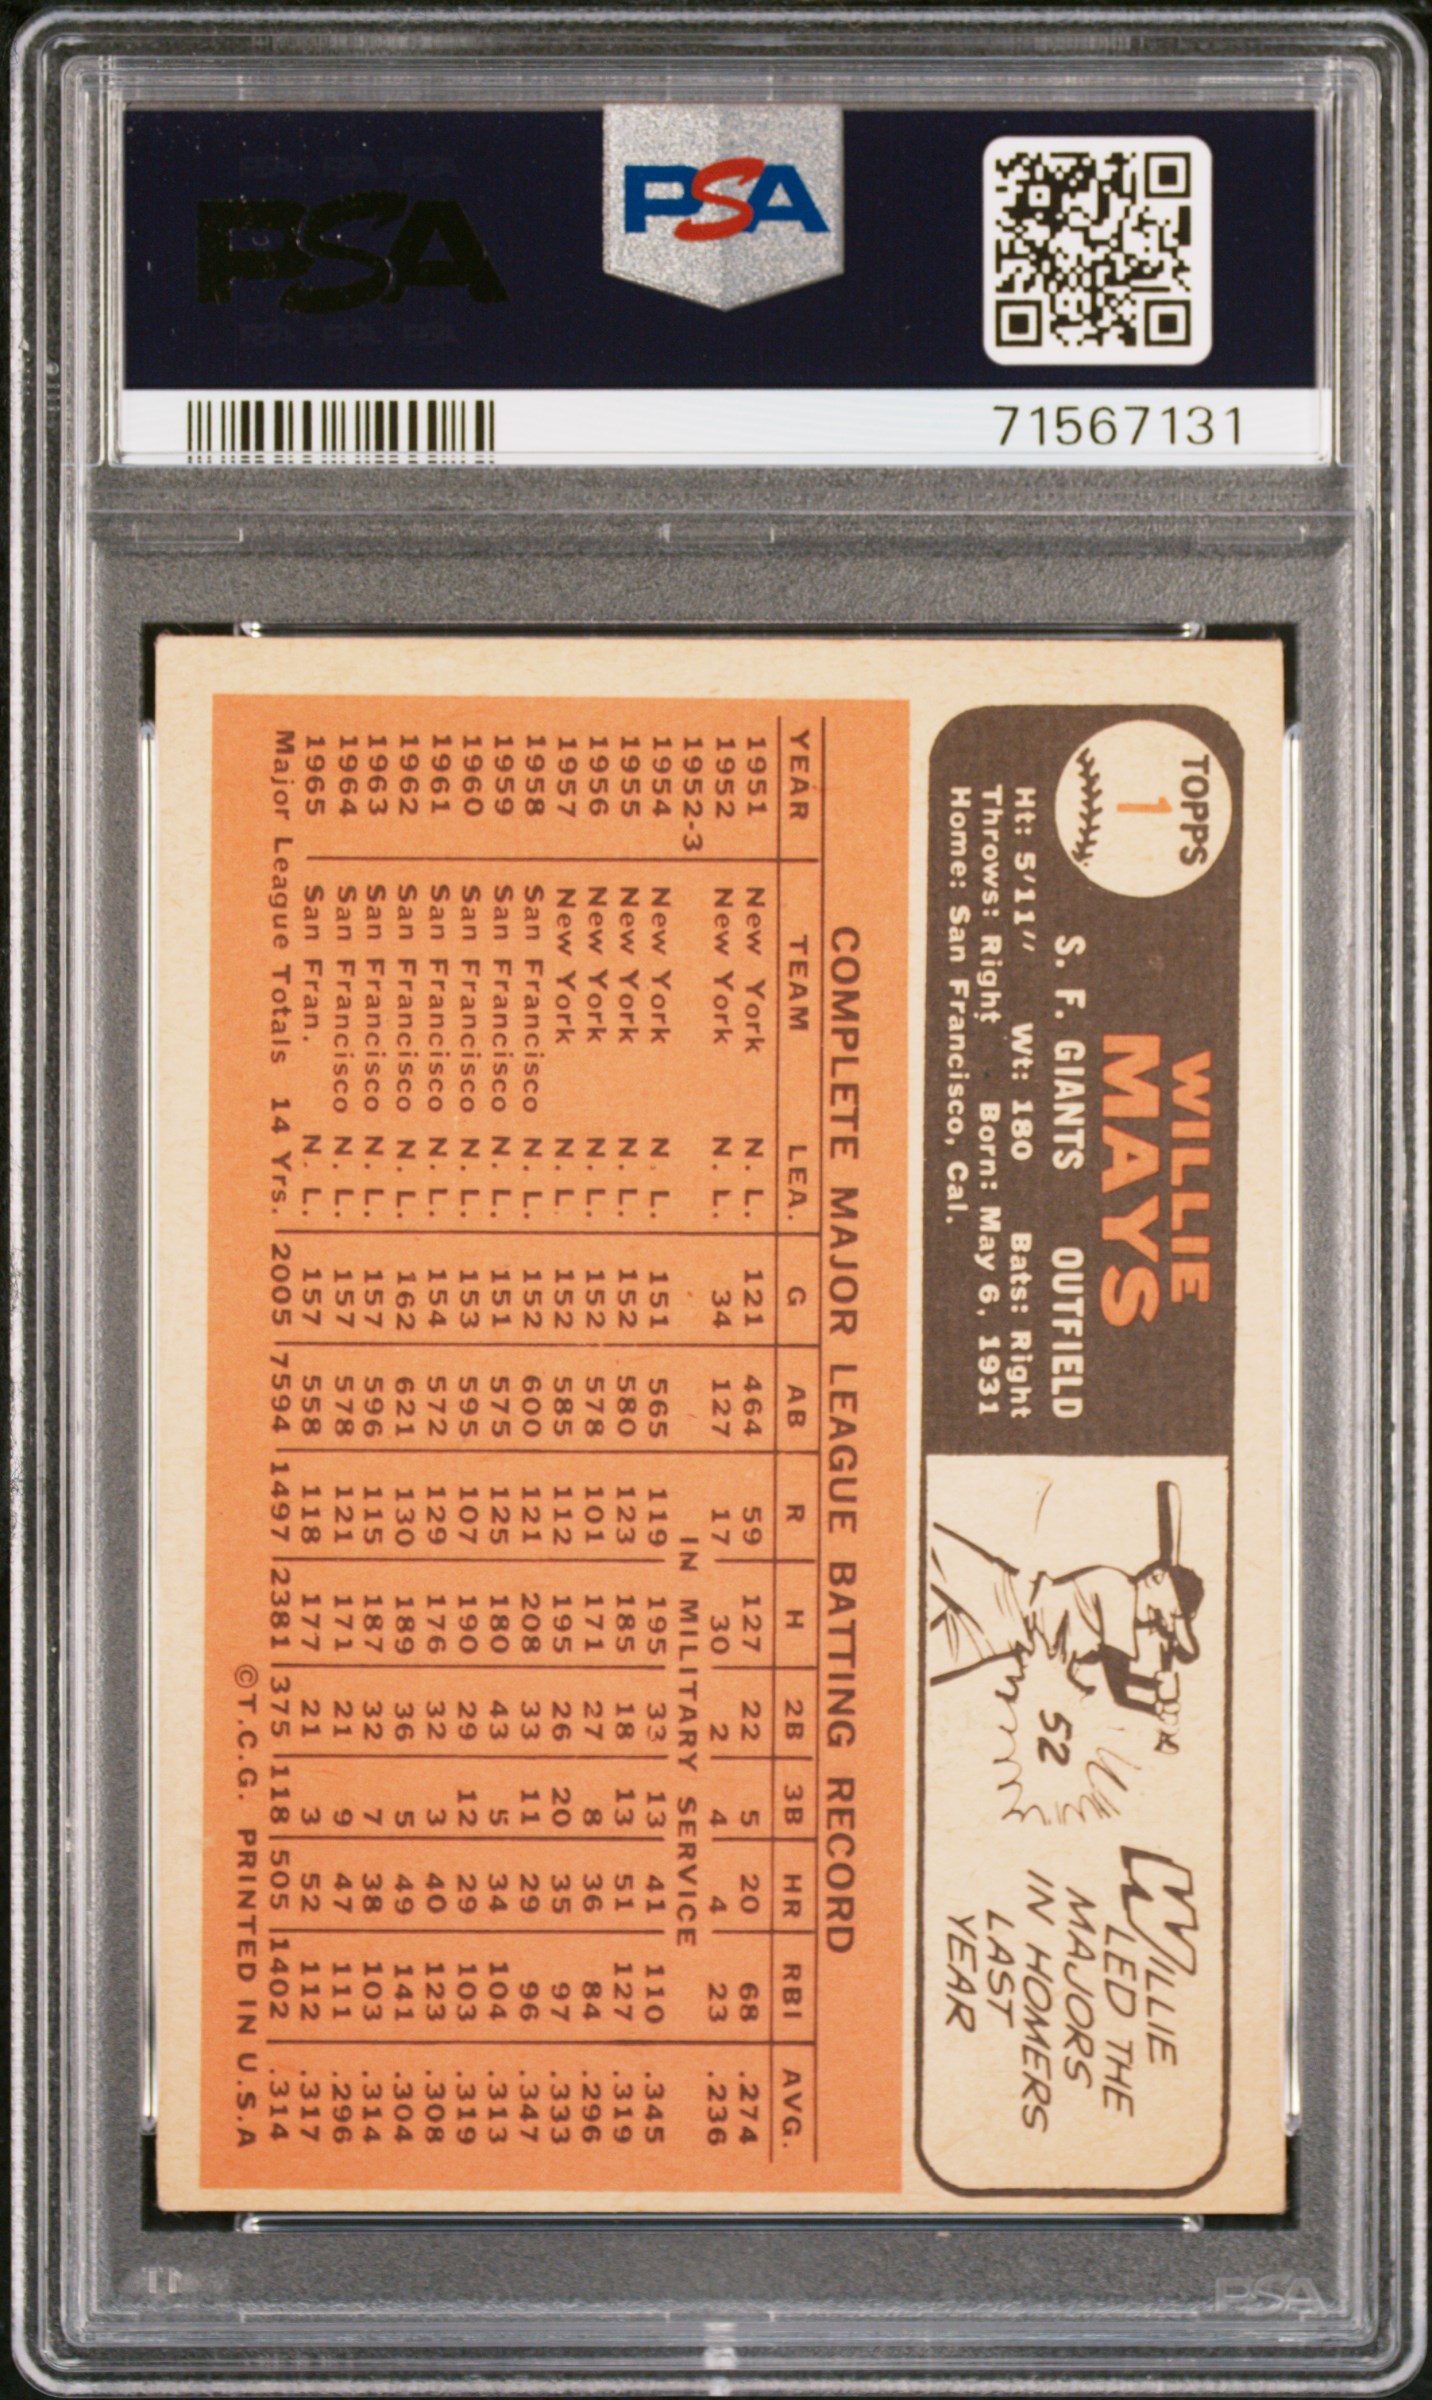 PSA
PSA
71567131
TOPPS
1
WILLIE
MAYS
S. F. GIANTS OUTFIELD
Ht: 5'11" Wt: 180 Bats: Right
Throws: Right Born: May 6, 1931
Home: San Francisco, Cal.
52
WILLIE
LED THE
MAJORS
IN HOMERS
LAST
YEAR
COMPLETE MAJOR LEAGUE BATTING RECORD
YEAR TEAM LEA. G AB R H 2B 3B HR RBI AVG.
1951 New York N. L. 121 464 59 127 22 5 20 68 .274
1952 New York N. L. 34 127 17 30 2 4 4 23 .236
1952-3 IN MILITARY SERVICE
1954 New York N. L. 151 565 119 195 33 13 41 110 .345
1955 New York N. L. 152 580 123 185 18 13 51 127 .319
1956 New York N. L. 152 578 101 171 27 8 36 84 .296
1957 New York N. L. 152 585 112 195 26 20 35 97 .333
1958 San Francisco N. L. 152 600 121 208 33 11 29 96 .347
1959 San Francisco N. L. 151 575 125 180 43 5 34 104 .313
1960 San Francisco N. L. 153 595 107 190 29 12 29 103 .319
1961 San Francisco N. L. 154 572 129 176 32 3 40 123 .308
1962 San Francisco N. L. 162 621 130 189 36 5 49 141 .304
1963 San Francisco N. L. 157 596 115 187 32 7 38 103 .314
1964 San Francisco N. L. 157 578 121 171 21 9 47 111 .296
1965 San Fran. N. L. 157 558 118 177 21 3 52 112 .317
Major League Totals 14 Yrs. 2005 7594 1497 2381 375 118 505 1402 .314
©T.C.G. PRINTED IN U.S.A
PSA